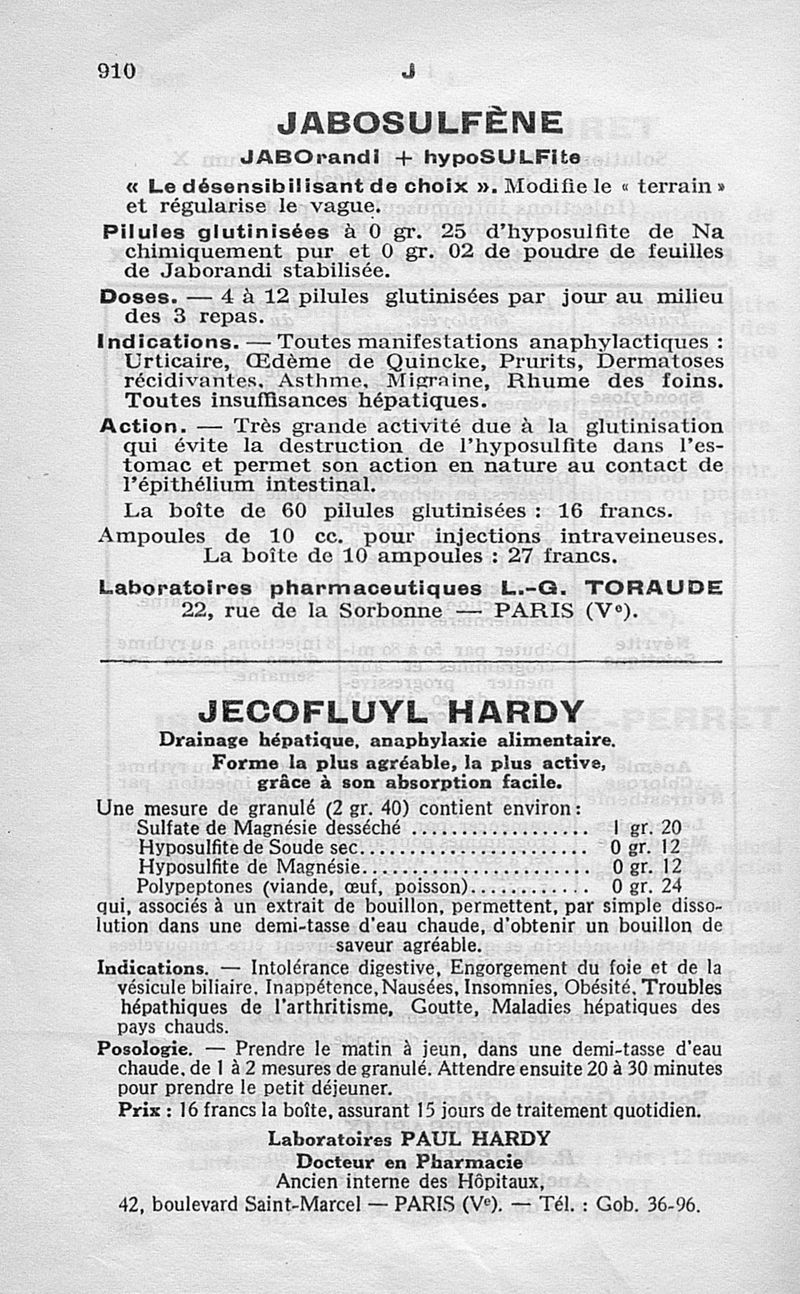 910
J
JABOSULFÈNE
JABOrandi + hypoSULFite
« Le désensibilisant de choix ». Modifie le « terrain »
et régularise le vague.
Pilules glutinisées à 0 gr. 25 d'hyposulfite de Na
chimiquement pur et 0 gr. 02 de poudre de feuilles
de Jaborandi stabilisée.
Doses. — 4 à 12 pilules glutinisées par jour au milieu
des 3 repas.
Indications. — Toutes manifestations anaphylactiques :
Urticaire, Œdème de Quincke, Prurits, Dermatoses
récidivantes, Asthme, Migraine, Rhume des foins.
Toutes insuffisances hépatiques.
Action. — Très grande activité due à la glutinisation
qui évite la destruction de l'hyposulfite dans l'es-
tomac et permet son action en nature au contact de
l'épithélium intestinal.
La boîte de 60 pilules glutinisées : 16 francs.
Ampoules de 10 cc. pour injections intraveineuses.
La boîte de 10 ampoules : 27 francs.
Laboratoires pharmaceutiques L.-G. TORAUDE
22, rue de la Sorbonne — PARIS (Vᵉ).
JECOFLUYL HARDY
Drainage hépatique, anaphylaxie alimentaire.
Forme la plus agréable, la plus active,
grâce à son absorption facile.
Une mesure de granulé (2 gr. 40) contient environ :
Sulfate de Magnésie desséché .................. 1 gr. 20
Hyposulfite de Soude sec........................ 0 gr. 12
Hyposulfite de Magnésie........................ 0 gr. 12
Polypeptones (viande, œuf, poisson)............ 0 gr. 24
qui, associés à un extrait de bouillon, permettent, par simple disso-
lution dans une demi-tasse d'eau chaude, d'obtenir un bouillon de
saveur agréable.
Indications. — Intolérance digestive, Engorgement du foie et de la
vésicule biliaire. Inappétence, Nausées, Insomnies, Obésité, Troubles
hépathiques de l'arthritisme, Goutte, Maladies hépatiques des
pays chauds.
Posologie. — Prendre le matin à jeun, dans une demi-tasse d'eau
chaude, de 1 à 2 mesures de granulé. Attendre ensuite 20 à 30 minutes
pour prendre le petit déjeuner.
Prix : 16 francs la boîte, assurant 15 jours de traitement quotidien.
Laboratoires PAUL HARDY
Docteur en Pharmacie
Ancien interne des Hôpitaux,
42, boulevard Saint-Marcel — PARIS (Vᵉ). — Tél. : Gob. 36-96.